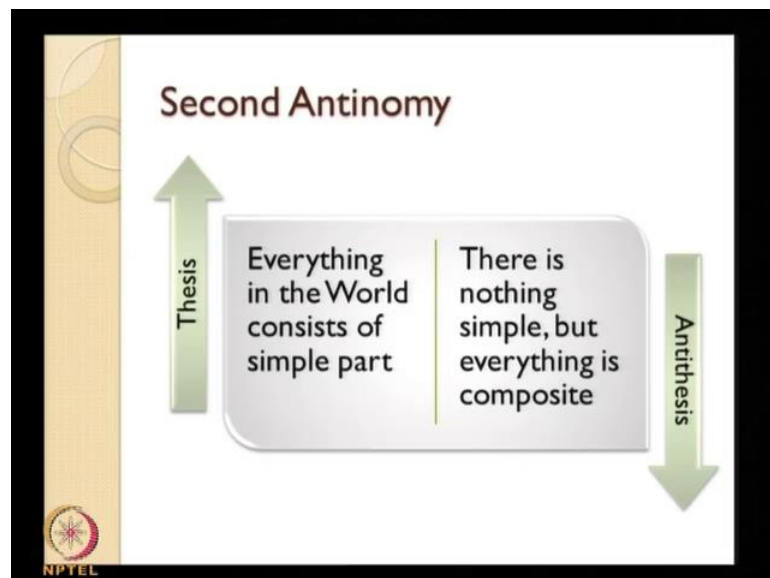 Second Antinomy
Thesis
Everything
in the World
consists of
simple part
There is
nothing
simple, but
everything is
composite
Antithesis
NPTEL